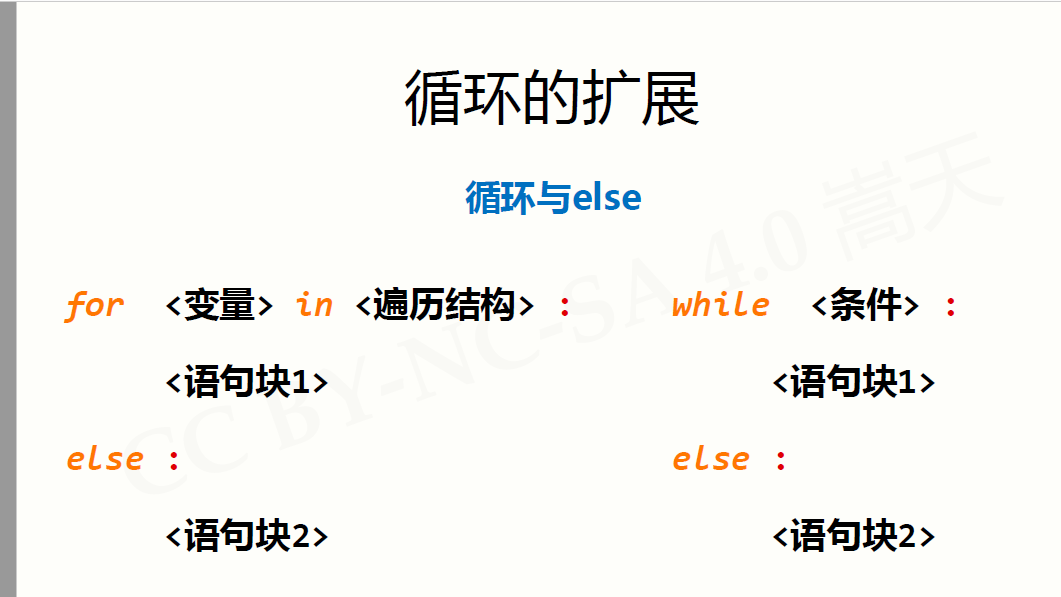 循环的扩展
循环与else
for <变量> in <遍历结构> : while <条件> :
<语句块1> <语句块1>
else : else :
<语句块2> <语句块2>
CC BY-NC-SA 4.0 嵩天